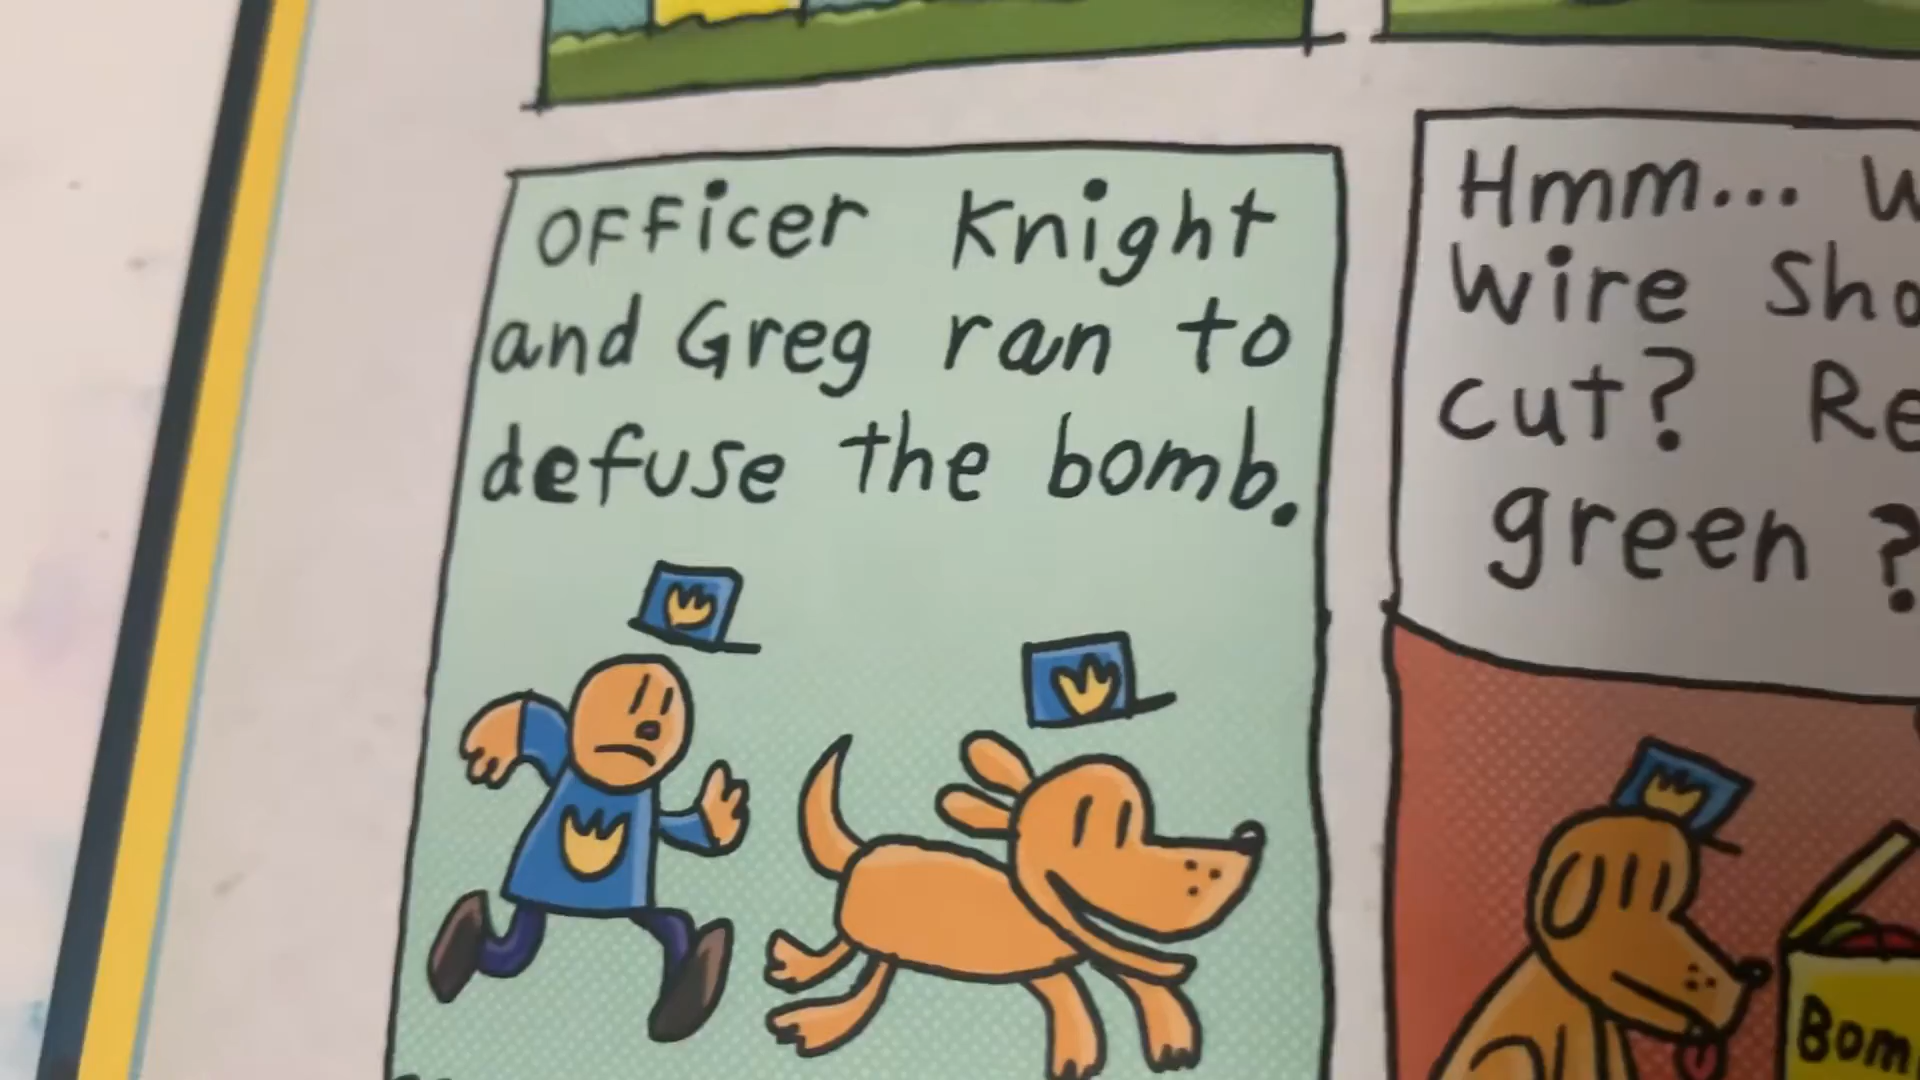 OFFicer Knight
and Greg ran to
defuse the bomb.
Hmm...
Wire
cut?
green?